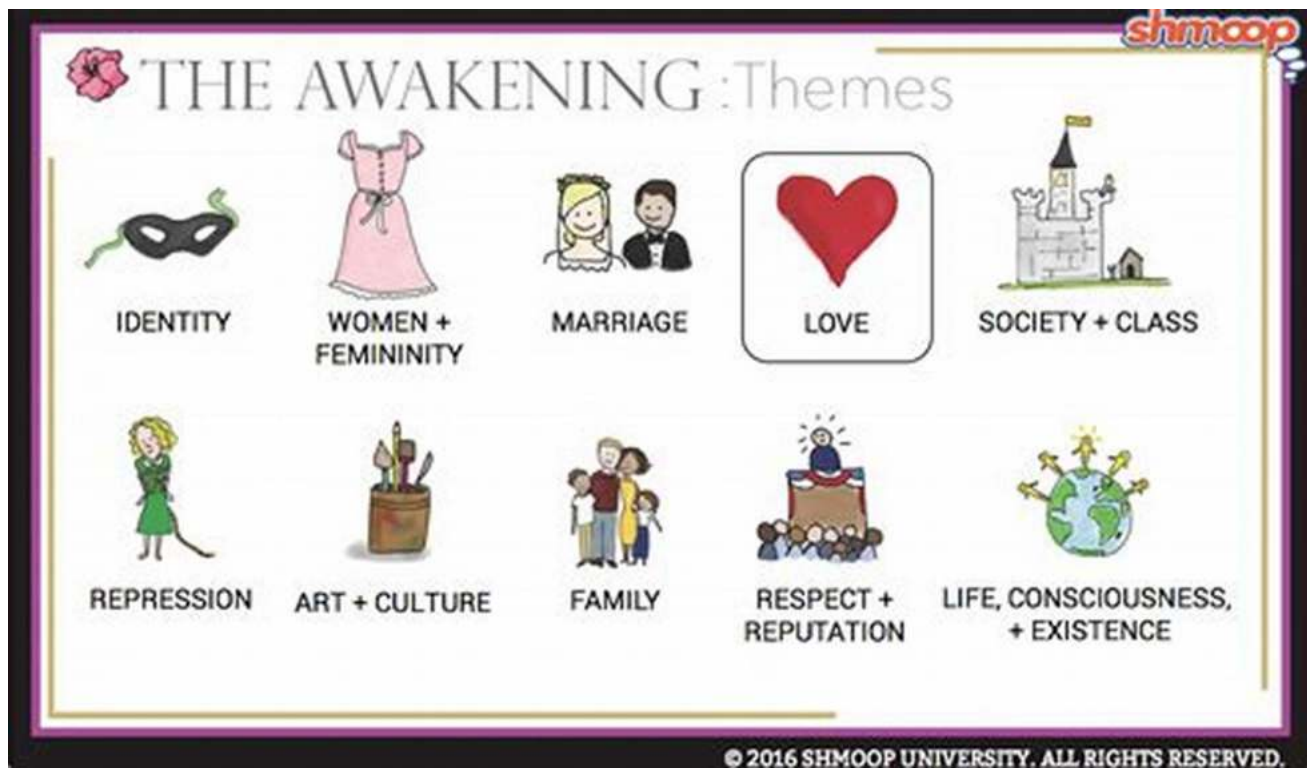 shmoop
THE AWAKENING :Themes
IDENTITY
WOMEN +
FEMININITY
MARRIAGE
LOVE
SOCIETY + CLASS
REPRESSION
ART + CULTURE
FAMILY
RESPECT +
REPUTATION
LIFE, CONSCIOUSNESS,
+ EXISTENCE
© 2016 SHMOOP UNIVERSITY. ALL RIGHTS RESERVED.